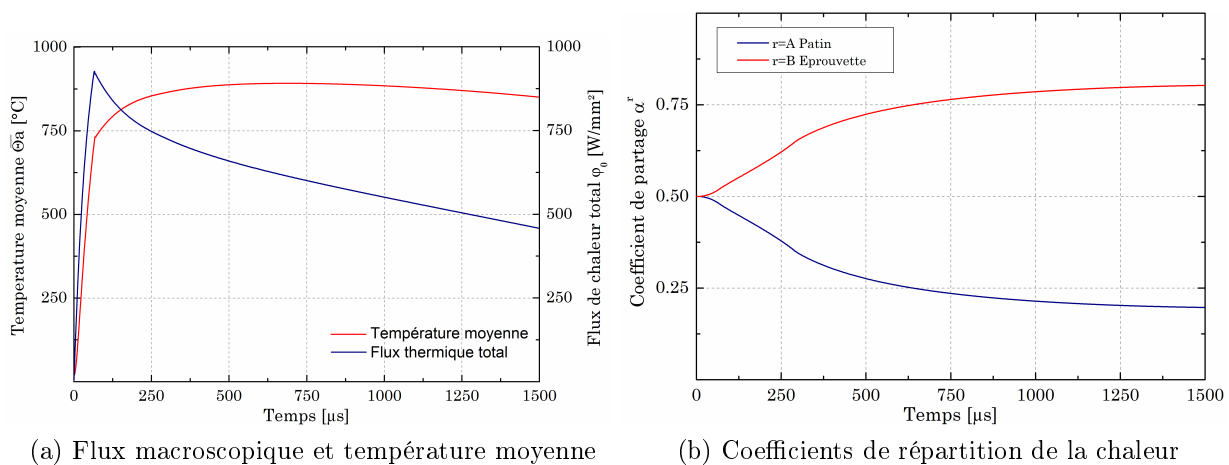 1000
750
500
250
0
250
500
750
1000
1250
1500
1000
750
500
250
Temperature moyenne Θ̄a [°C]
Flux de chaleur total φ₀ [W/mm²]
Temps [µs]
Température moyenne
Flux thermique total
(a) Flux macroscopique et température moyenne
r=A Patin
r=B Eprouvette
0.75
0.50
0.25
0
250
500
750
1000
1250
1500
Coefficient de partage αʳ
Temps [µs]
(b) Coefficients de répartition de la chaleur